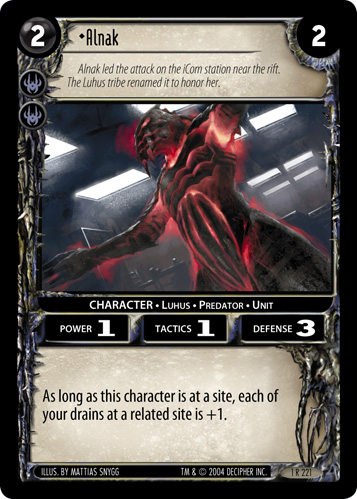 2 •Alnak 2
Alnak led the attack on the iCom station near the rift.
The Luhus tribe renamed it to honor her.
CHARACTER • LUHUS • PREDATOR • UNIT
POWER 1 TACTICS 1 DEFENSE 3
As long as this character is at a site, each of
your drains at a related site is +1.
ILLUS. BY MATTIAS SNYGG TM & © 2004 DECIPHER INC. 1 R 221